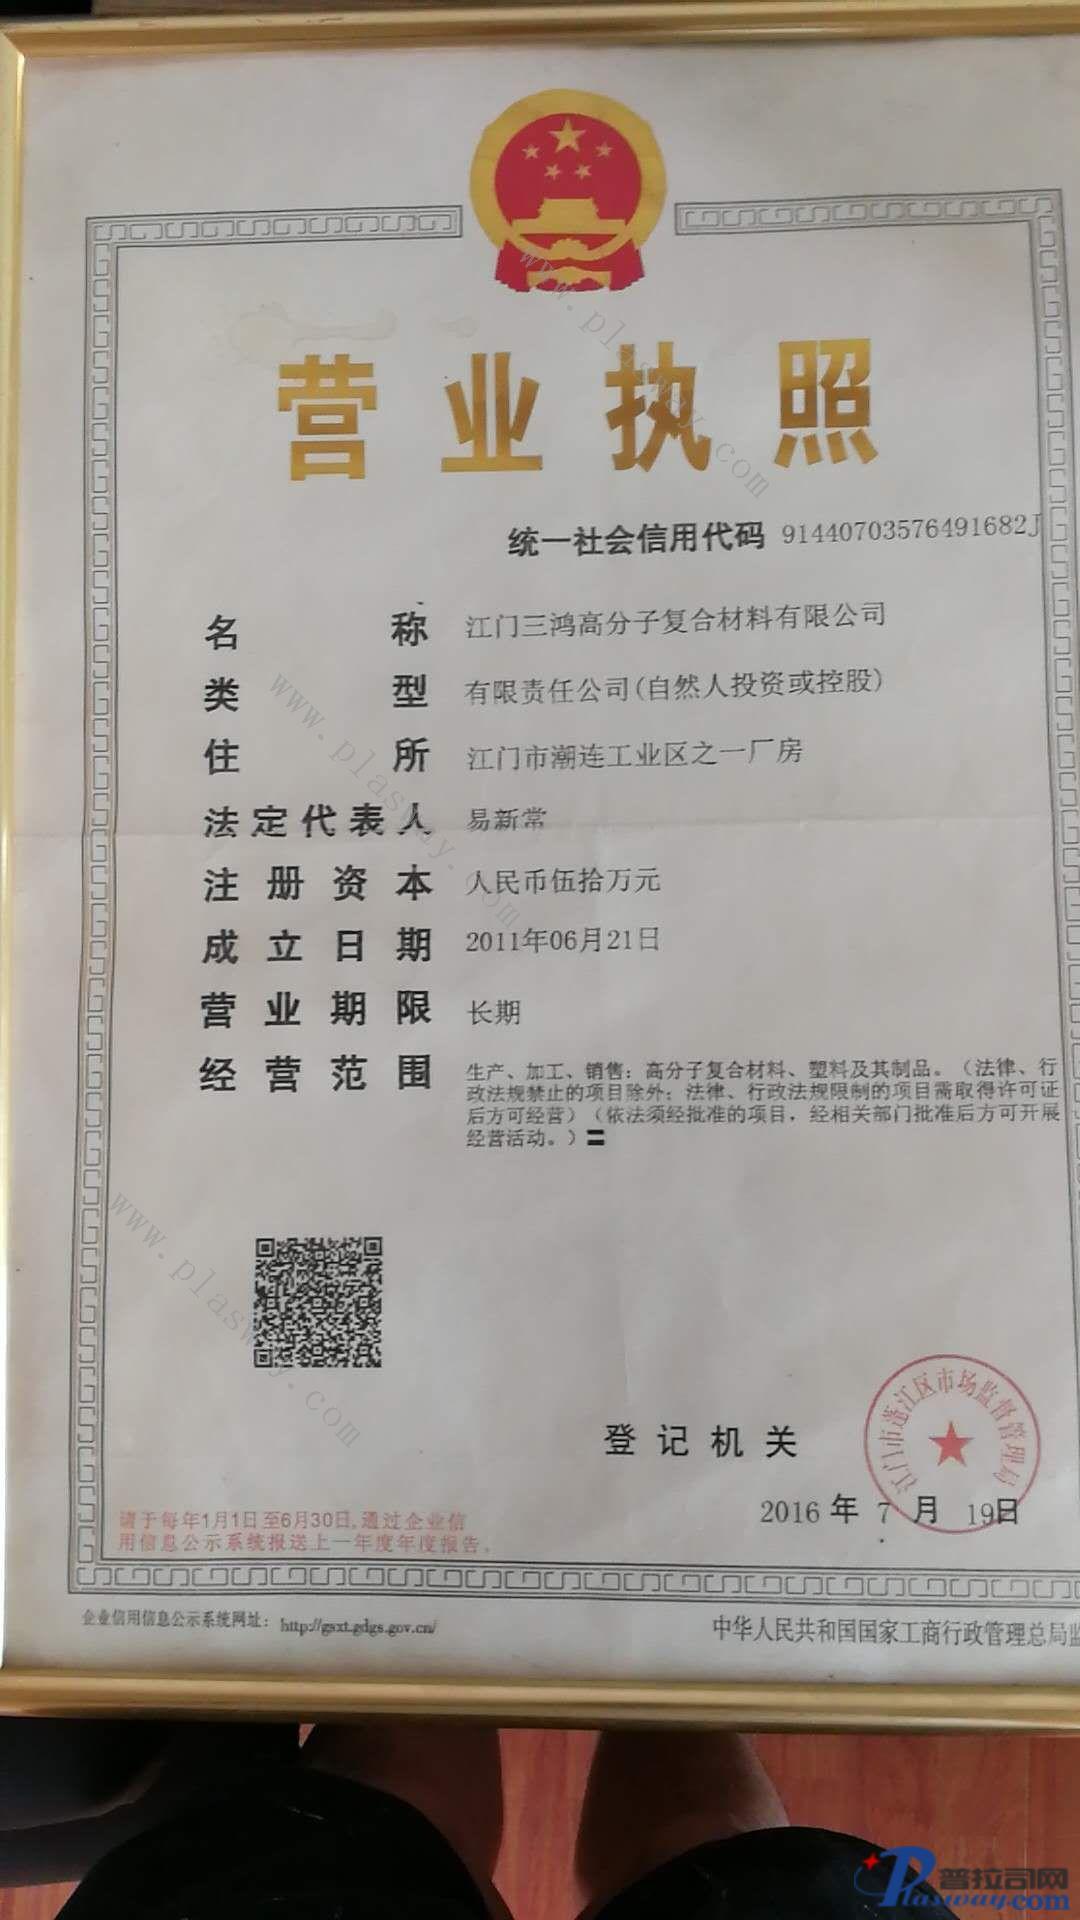 营业执照
统一社会信用代码 91440703576491682J
名称 江门三鸿高分子复合材料有限公司
类型 有限责任公司(自然人投资或控股)
住所 江门市潮连工业区之一厂房
法定代表人 易新常
注册资本 人民币伍拾万元
成立日期 2011年06月21日
营业期限 长期
经营范围 生产、加工、销售：高分子复合材料、塑料及其制品。（法律、行
政法规禁止的项目除外；法律、行政法规限制的项目需取得许可证
后方可经营）（依法须经批准的项目，经相关部门批准后方可开展
经营活动。）〓
江门市蓬江区市场监督管理局
登记机关
2016年7月19日
请于每年1月1日至6月30日,通过企业信
用信息公示系统报送上一年度年度报告。
企业信用信息公示系统网址： http://gsxt.gdgs.gov.cn/
中华人民共和国国家工商行政管理总局监
www.plasway.com
www.plasway.com
www.plasway.com
普拉司网
Plasway.com